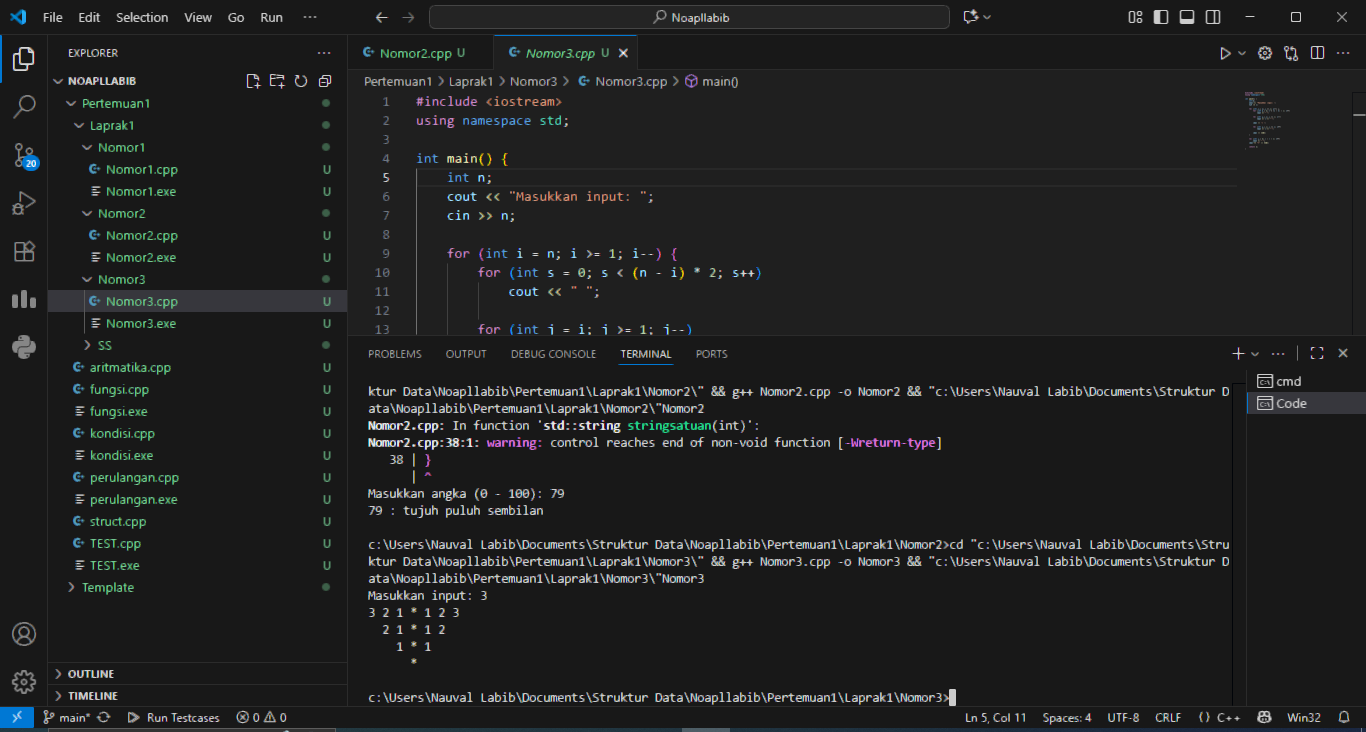 File Edit Selection View Go Run ··· Noapllabib
EXPLORER ···
NOAPLLABIB
Pertemuan1
Laprak1
Nomor1
Nomor1.cpp U
Nomor1.exe U
Nomor2
Nomor2.cpp U
Nomor2.exe U
Nomor3
Nomor3.cpp U
Nomor3.exe U
SS
aritmatika.cpp U
fungsi.cpp U
fungsi.exe U
kondisi.cpp U
kondisi.exe U
perulangan.cpp U
perulangan.exe U
struct.cpp U
TEST.cpp U
TEST.exe U
Template
OUTLINE
TIMELINE
20
Nomor2.cpp U Nomor3.cpp U
Pertemuan1 > Laprak1 > Nomor3 > Nomor3.cpp > main()
1 #include <iostream>
2 using namespace std;
3
4 int main() {
5 int n;
6 cout << "Masukkan input: ";
7 cin >> n;
8
9 for (int i = n; i >= 1; i--) {
10 for (int s = 0; s < (n - i) * 2; s++)
11 cout << " ";
12
13 for (int j = i; j >= 1; j--)
PROBLEMS OUTPUT DEBUG CONSOLE TERMINAL PORTS
ktur Data\Noapllabib\Pertemuan1\Laprak1\Nomor2\" && g++ Nomor2.cpp -o Nomor2 && "c:\Users\Nauval Labib\Documents\Struktur D
ata\Noapllabib\Pertemuan1\Laprak1\Nomor2\"Nomor2
Nomor2.cpp: In function 'std::string stringsatuan(int)':
Nomor2.cpp:38:1: warning: control reaches end of non-void function [-Wreturn-type]
38 | }
| ^
Masukkan angka (0 - 100): 79
79 : tujuh puluh sembilan
c:\Users\Nauval Labib\Documents\Struktur Data\Noapllabib\Pertemuan1\Laprak1\Nomor2>cd "c:\Users\Nauval Labib\Documents\Stru
ktur Data\Noapllabib\Pertemuan1\Laprak1\Nomor3\" && g++ Nomor3.cpp -o Nomor3 && "c:\Users\Nauval Labib\Documents\Struktur D
ata\Noapllabib\Pertemuan1\Laprak1\Nomor3\"Nomor3
Masukkan input: 3
3 2 1 * 1 2 3
2 1 * 1 2
1 * 1
*
c:\Users\Nauval Labib\Documents\Struktur Data\Noapllabib\Pertemuan1\Laprak1\Nomor3>
cmd
Code
main* Run Testcases 0 0 Ln 5, Col 11 Spaces: 4 UTF-8 CRLF {} C++ Win32